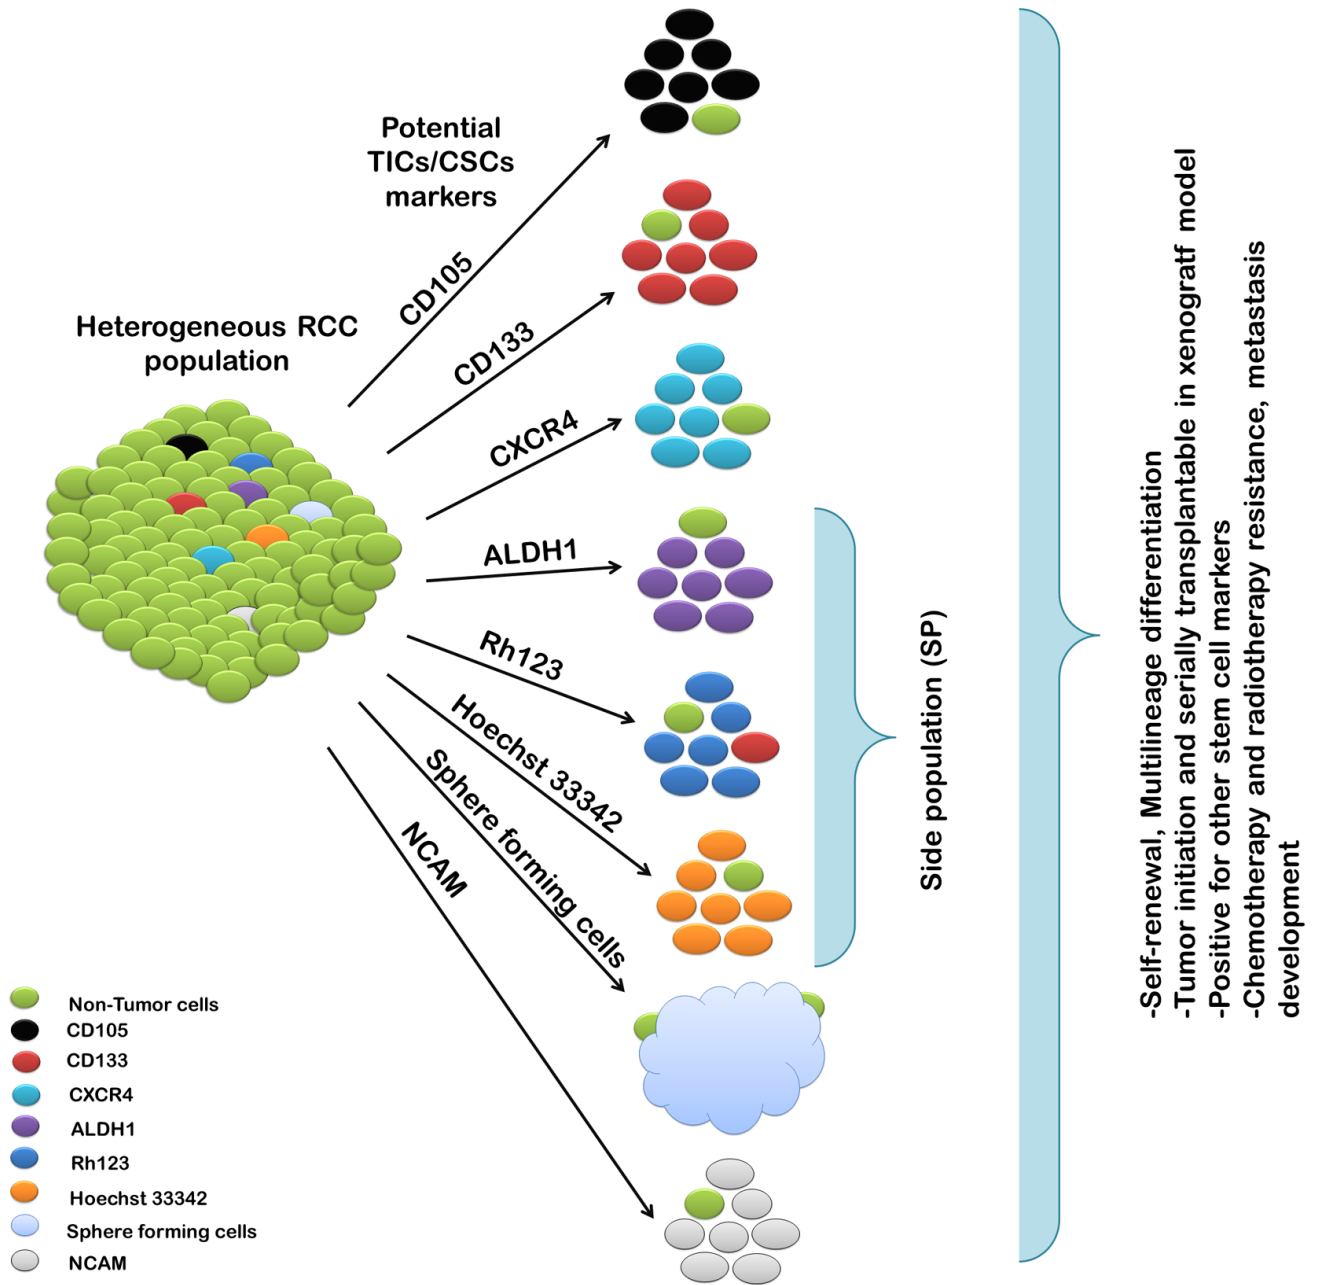 Potential
TICs/CSCs
markers
Heterogeneous RCC
population
CD105
CD133
CXCR4
ALDH1
Rh123
Hoechst 33342
Sphere forming cells
NCAM
Side population (SP)
-Self-renewal, Multilineage differentiation
-Tumor initiation and serially transplantable in xenogratf model
-Positive for other stem cell markers
-Chemotherapy and radiotherapy resistance, metastasis
development
Non-Tumor cells
CD105
CD133
CXCR4
ALDH1
Rh123
Hoechst 33342
Sphere forming cells
NCAM